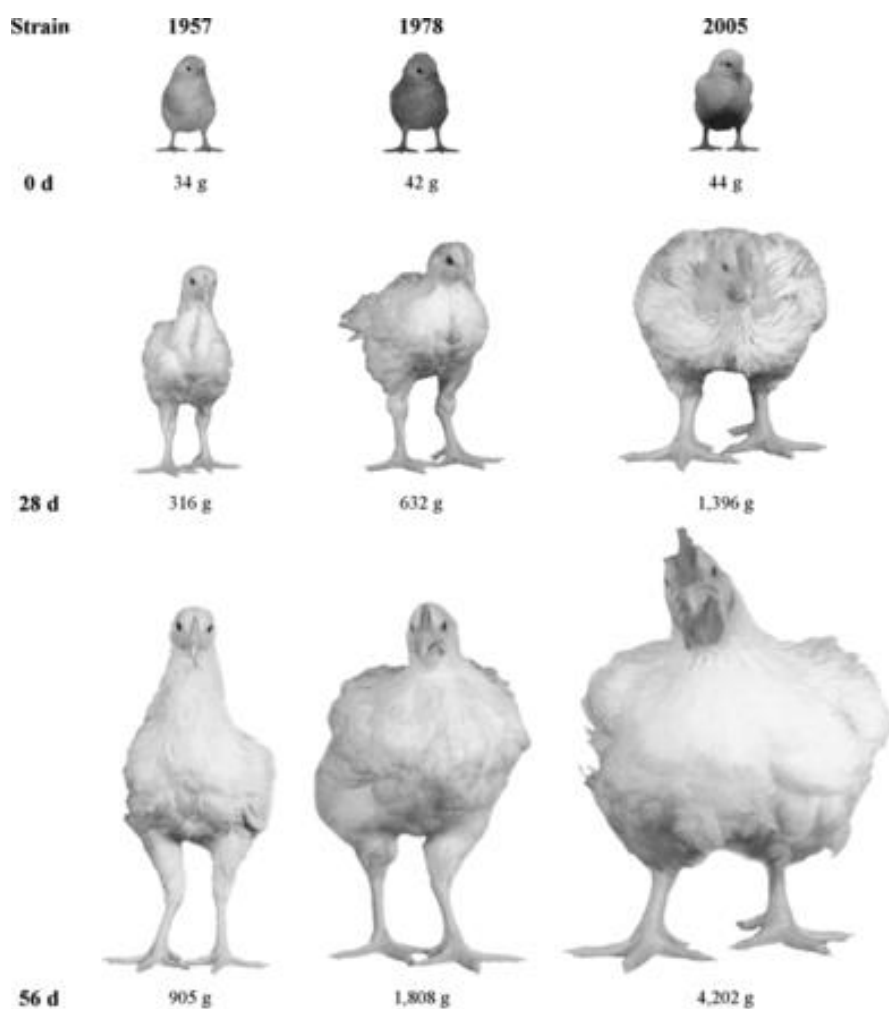 Strain 1957 1978 2005
0 d 34 g 42 g 44 g
28 d 316 g 632 g 1,396 g
56 d 905 g 1,808 g 4,202 g